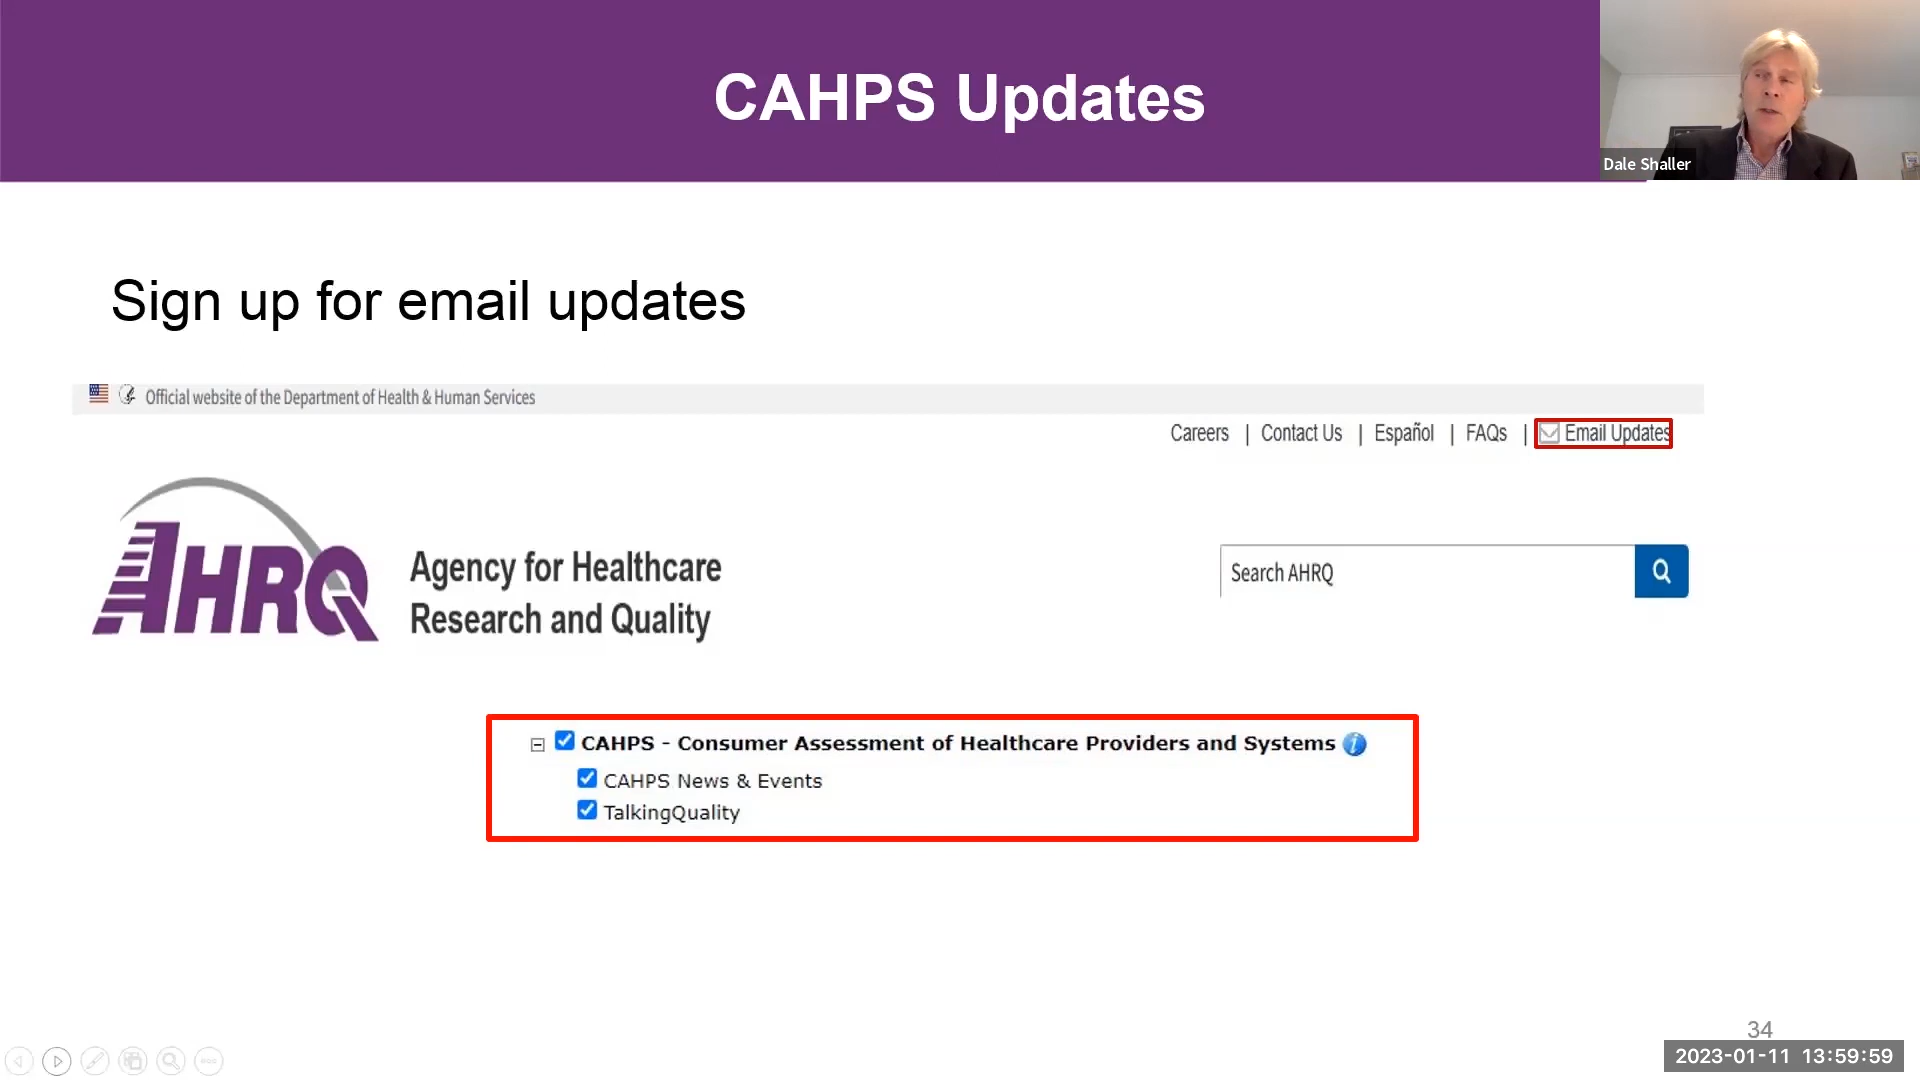 CAHPS Updates
Dale Shaller
Sign up for email updates
Official website of the Department of Health & Human Services
Careers | Contact Us | Español | FAQs | Email Updates
AHRQ
Agency for Healthcare
Research and Quality
Search AHRQ
CAHPS - Consumer Assessment of Healthcare Providers and Systems
CAHPS News & Events
TalkingQuality
34
2023-01-11 13:59:59